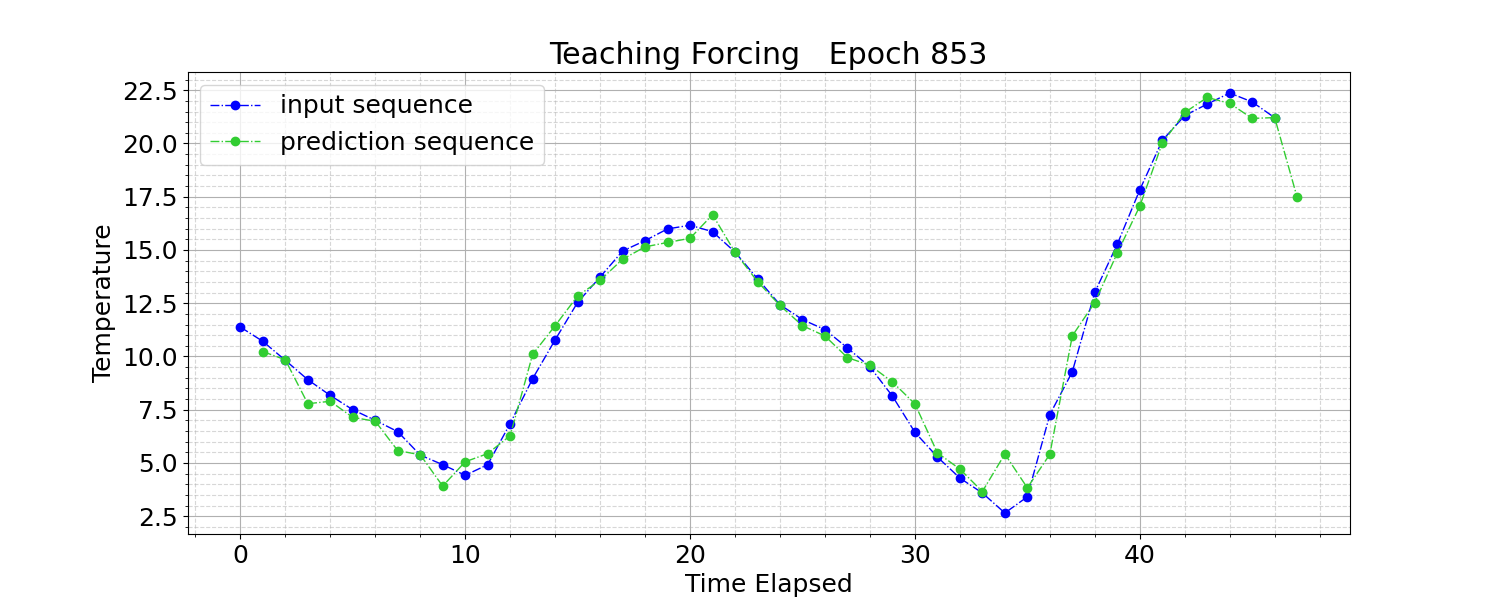 Teaching Forcing   Epoch 853
input sequence
prediction sequence
Temperature
22.5
20.0
17.5
15.0
12.5
10.0
7.5
5.0
2.5
0 10 20 30 40
Time Elapsed